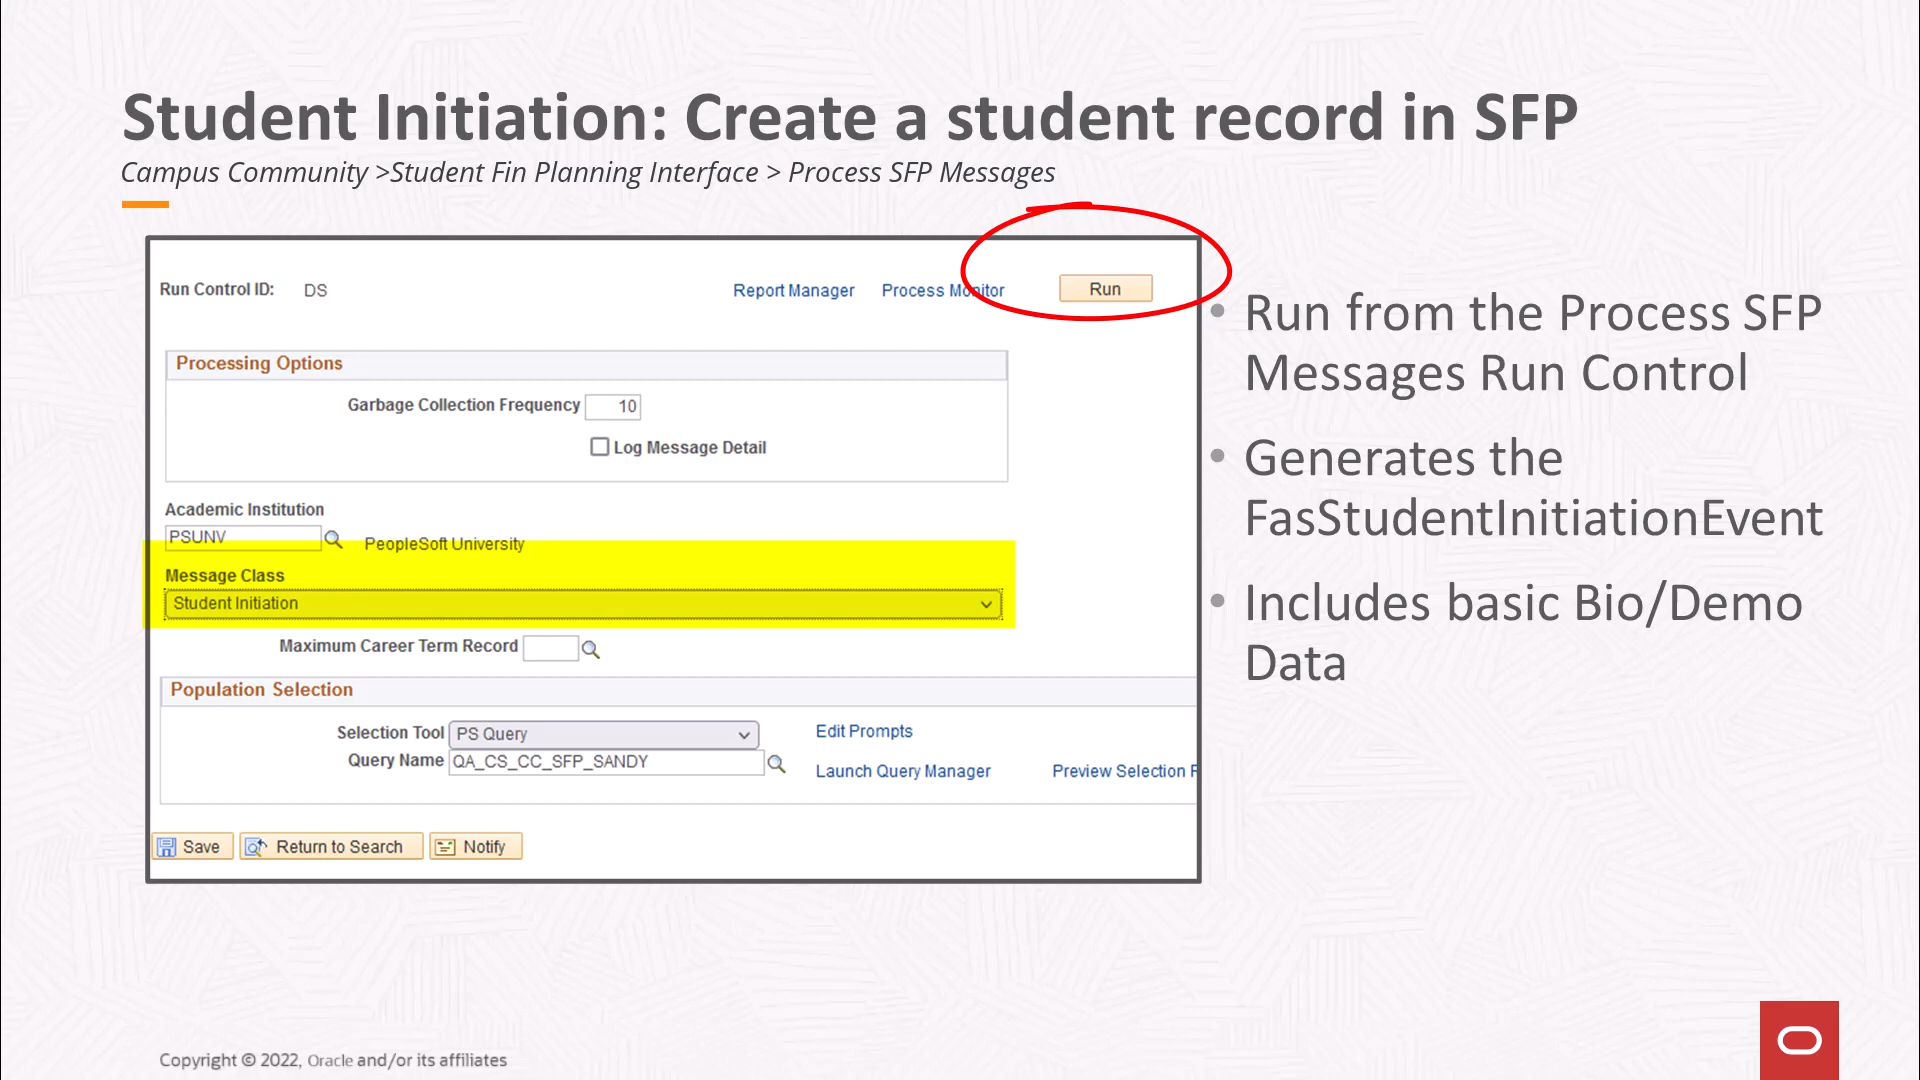 Student Initiation: Create a student record in SFP
Campus Community >Student Fin Planning Interface > Process SFP Messages
Run Control ID: DS Report Manager Process Monitor Run
Processing Options
Garbage Collection Frequency 10
Log Message Detail
Academic Institution
PSUNV PeopleSoft University
Message Class
Student Initiation
Maximum Career Term Record
Population Selection
Selection Tool PS Query Edit Prompts
Query Name QA_CS_CC_SFP_SANDY
Launch Query Manager Preview Selection
Save Return to Search Notify
• Run from the Process SFP
Messages Run Control
• Generates the
FasStudentInitiationEvent
• Includes basic Bio/Demo
Data
Copyright © 2022, Oracle and/or its affiliates